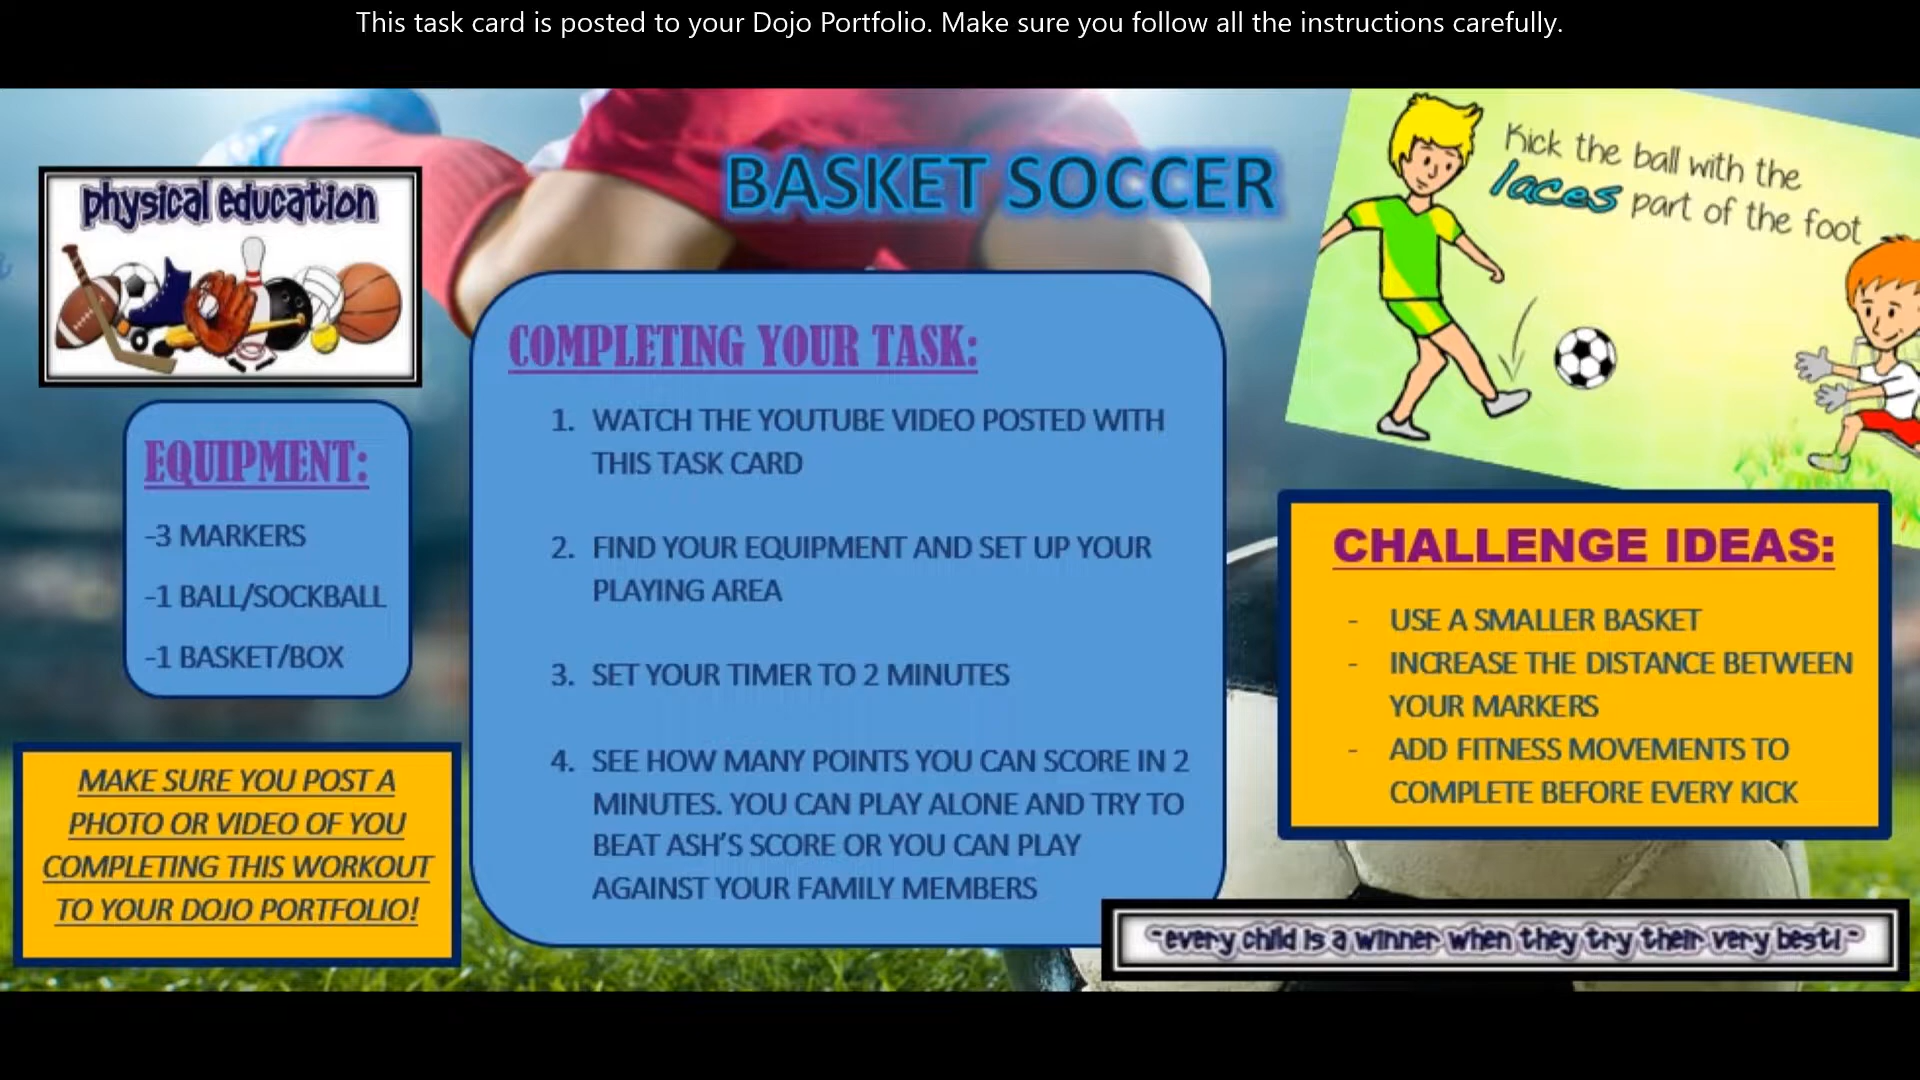 This task card is posted to your Dojo Portfolio. Make sure you follow all the instructions carefully.
physical education
BASKET SOCCER
Kick the ball with the
laces part of the foot
EQUIPMENT:
-3 MARKERS
-1 BALL/SOCKBALL
-1 BASKET/BOX
MAKE SURE YOU POST A
PHOTO OR VIDEO OF YOU
COMPLETING THIS WORKOUT
TO YOUR DOJO PORTFOLIO!
COMPLETING YOUR TASK:
1. WATCH THE YOUTUBE VIDEO POSTED WITH
THIS TASK CARD
2. FIND YOUR EQUIPMENT AND SET UP YOUR
PLAYING AREA
3. SET YOUR TIMER TO 2 MINUTES
4. SEE HOW MANY POINTS YOU CAN SCORE IN 2
MINUTES. YOU CAN PLAY ALONE AND TRY TO
BEAT ASH'S SCORE OR YOU CAN PLAY
AGAINST YOUR FAMILY MEMBERS
CHALLENGE IDEAS:
- USE A SMALLER BASKET
- INCREASE THE DISTANCE BETWEEN
YOUR MARKERS
- ADD FITNESS MOVEMENTS TO
COMPLETE BEFORE EVERY KICK
~every child is a winner when they try their very best! ~